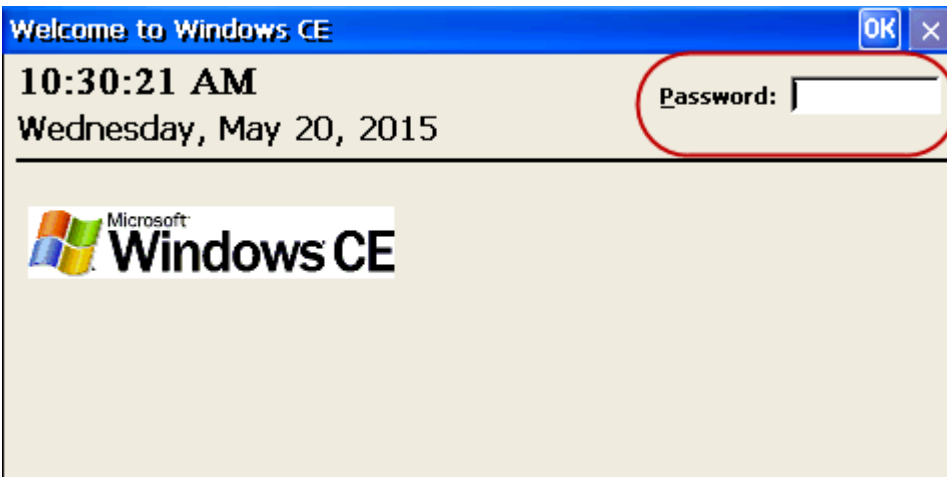 Welcome to Windows CE OK
10:30:21 AM
Password:
Wednesday, May 20, 2015
Microsoft
Windows CE